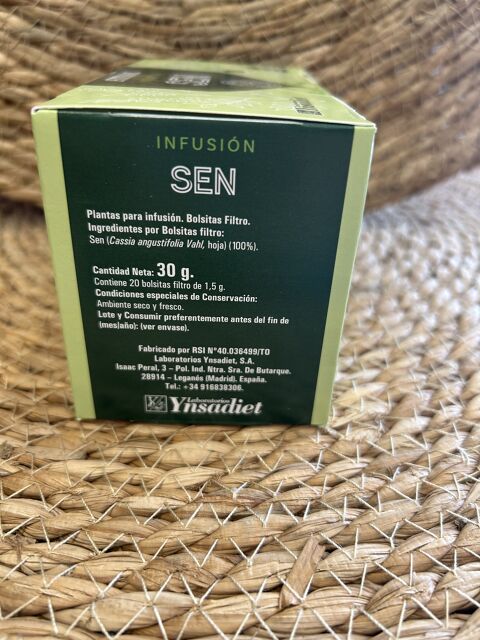 INFUSIÓN
SEN
Plantas para infusión. Bolsitas Filtro.
Ingredientes por Bolsitas filtro:
Sen (Cassia angustifolia Vahl, hoja) (100%).
Cantidad Neta: 30 g.
Contiene 20 bolsitas filtro de 1,5 g.
Condiciones especiales de Conservación:
Ambiente seco y fresco.
Lote y Consumir preferentemente antes del fin de
(mes/año): (ver envase).
Fabricado por RSI Nº40.036499/TO
Laboratorios Ynsadiet, S.A.
Isaac Peral, 3 – Pol. Ind. Ntra. Sra. De Butarque.
28914 – Leganés (Madrid). España.
Tel.: +34 916838306.
Laboratorios
Ynsadiet